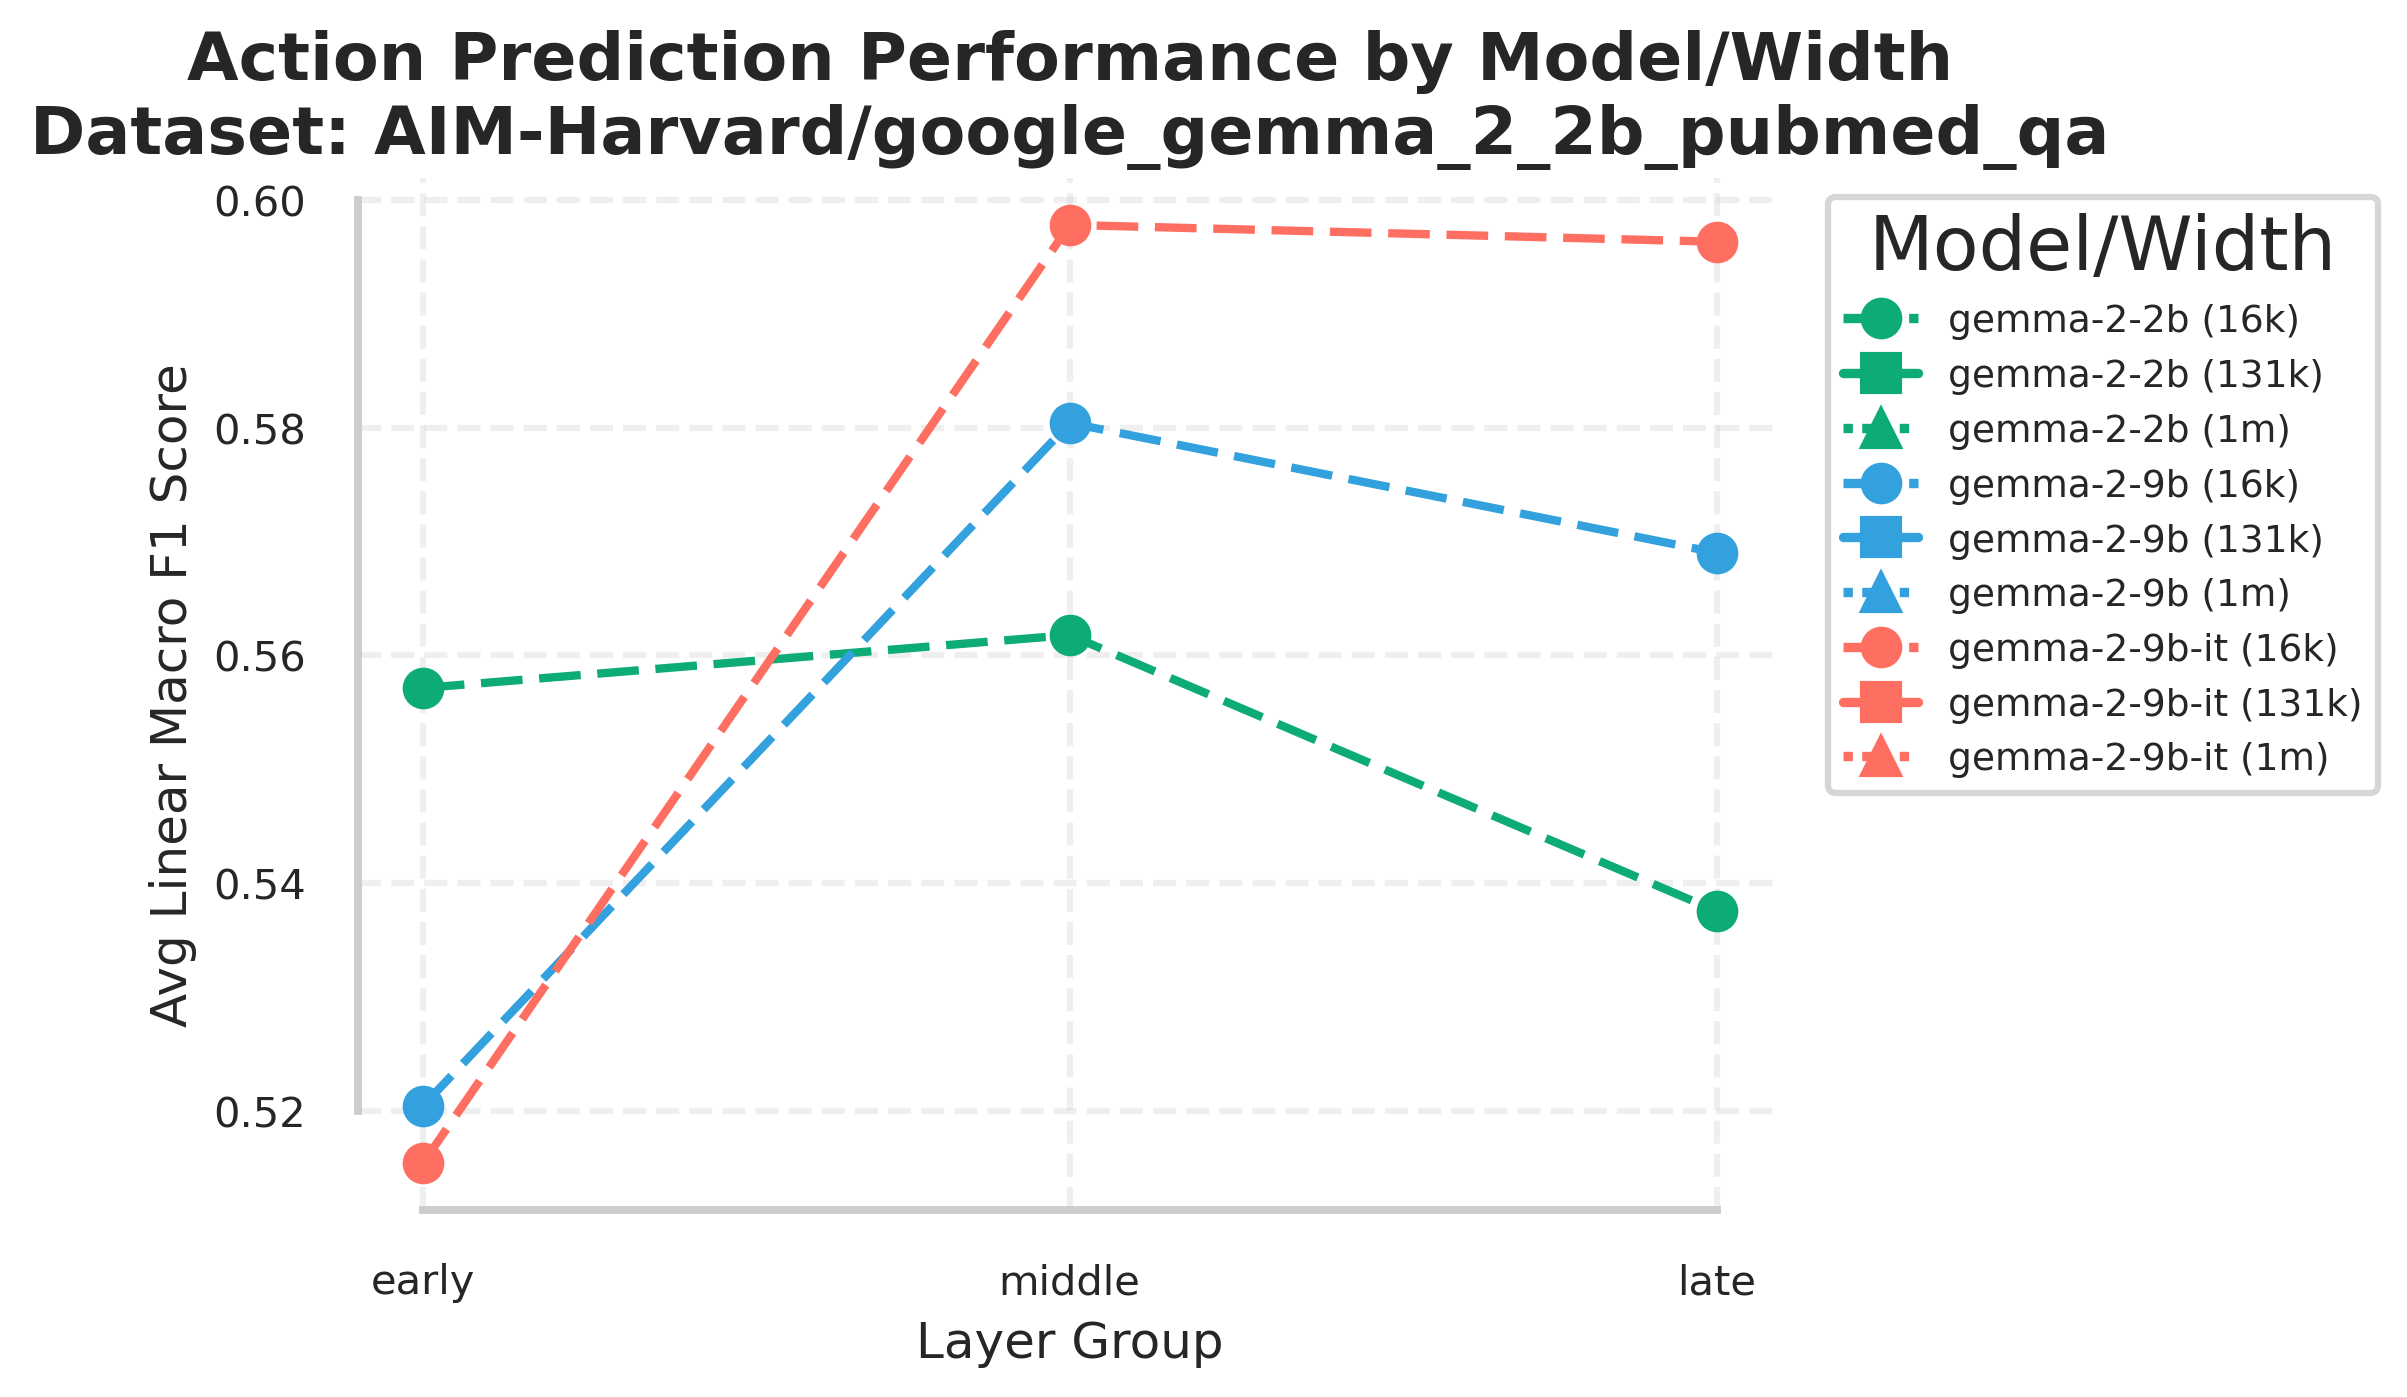 Action Prediction Performance by Model/Width
Dataset: AIM-Harvard/google_gemma_2_2b_pubmed_qa
0.60
0.58
0.56
0.54
0.52
Avg Linear Macro F1 Score
early
middle
late
Layer Group
Model/Width
gemma-2-2b (16k)
gemma-2-2b (131k)
gemma-2-2b (1m)
gemma-2-9b (16k)
gemma-2-9b (131k)
gemma-2-9b (1m)
gemma-2-9b-it (16k)
gemma-2-9b-it (131k)
gemma-2-9b-it (1m)